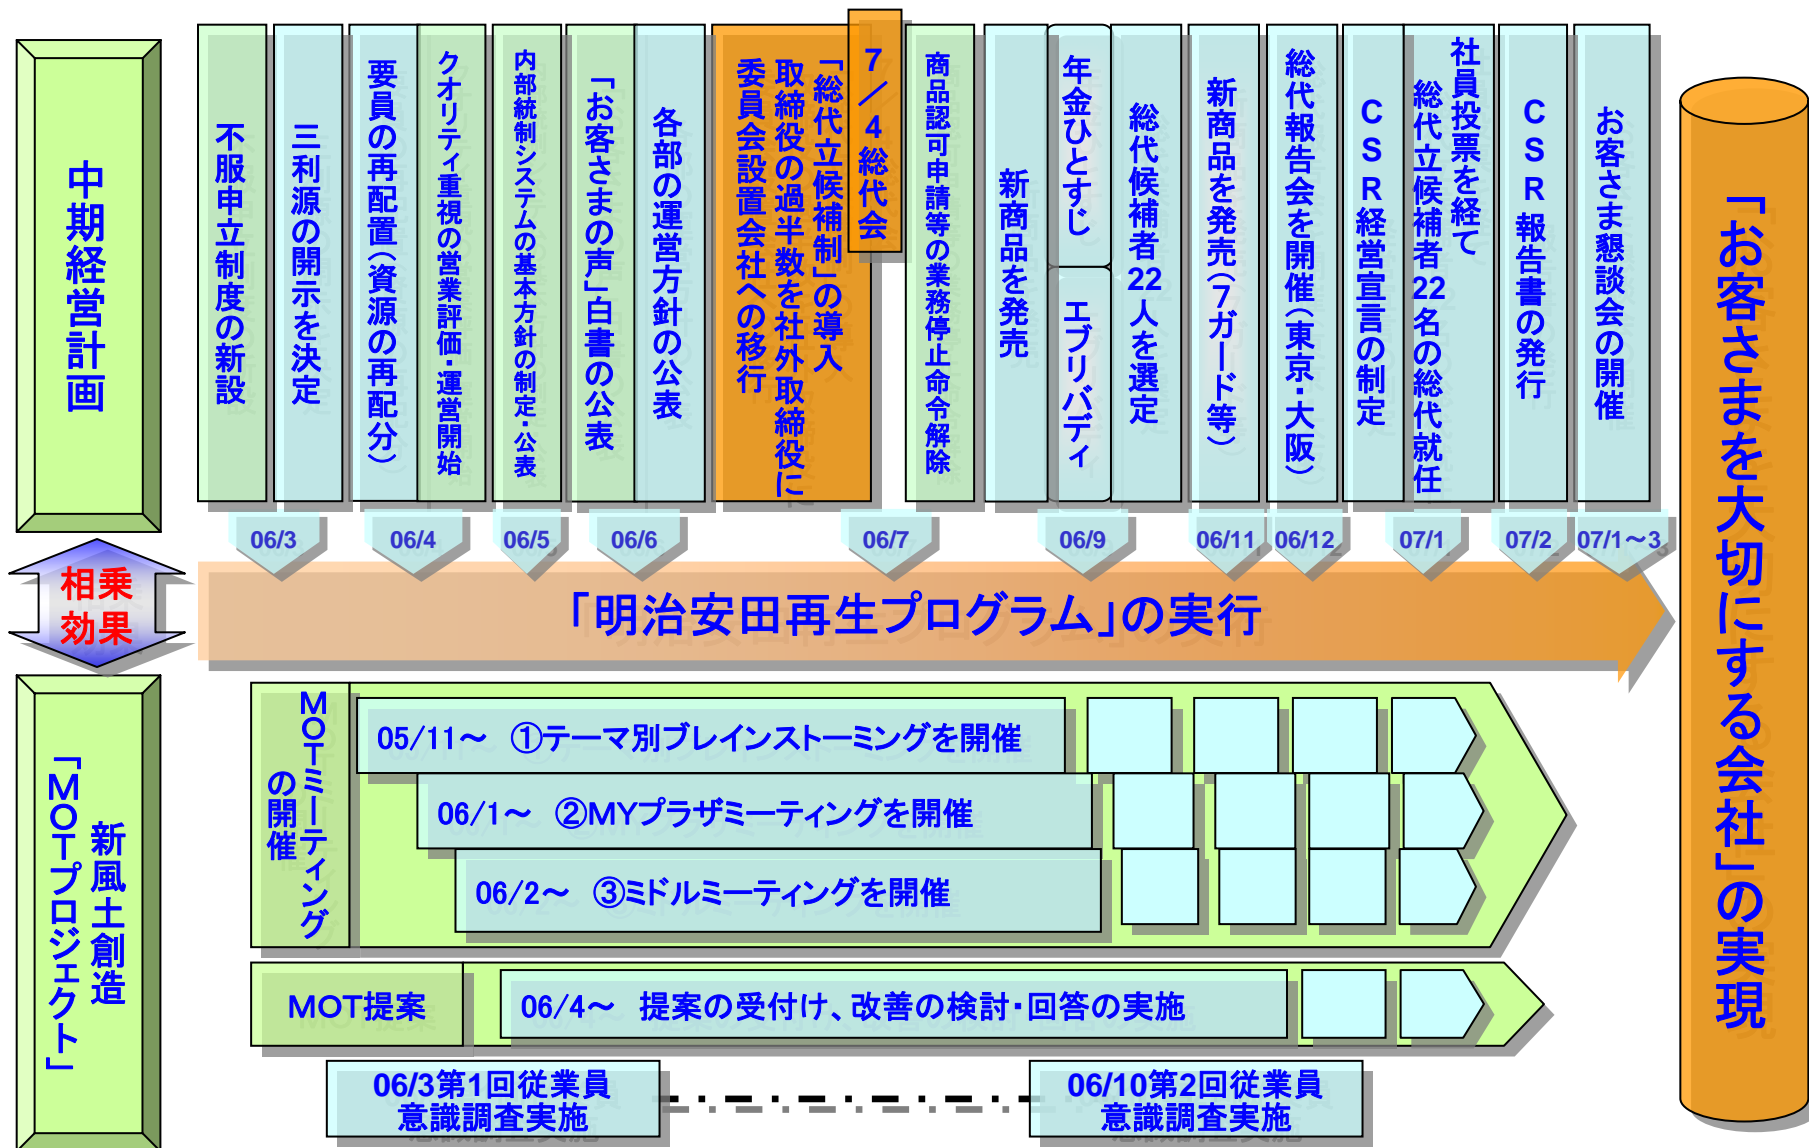 中期経営計画
不服申立制度の新設
三利源の開示を決定
要員の再配置（資源の再配分）
クオリティ重視の営業評価・運営開始
内部統制システムの基本方針の制定・公表
「お客さまの声」白書の公表
各部の運営方針の公表
7／4総代会
「総代立候補制」の導入
取締役の過半数を社外取締役に
委員会設置会社への移行
商品認可申請等の業務停止命令解除
新商品を発売
年金ひとすじ
エブリバディ
総代候補者22人を選定
新商品を発売（7ガード等）
総代報告会を開催（東京・大阪）
CSR経営宣言の制定
社員投票を経て
総代立候補者22名の総代就任
CSR報告書の発行
お客さま懇談会の開催
06/3
06/4
06/5
06/6
06/7
06/9
06/11
06/12
07/1
07/2
07/1～3
相乗
効果
「明治安田再生プログラム」の実行
「お客さまを大切にする会社」の実現
新風土創造
「MOTプロジェクト」
MOTミーティング
の開催
05/11～ ①テーマ別ブレインストーミングを開催
06/1～ ②MYプラザミーティングを開催
06/2～ ③ミドルミーティングを開催
MOT提案
06/4～ 提案の受付け、改善の検討・回答の実施
06/3第1回従業員
意識調査実施
06/10第2回従業員
意識調査実施